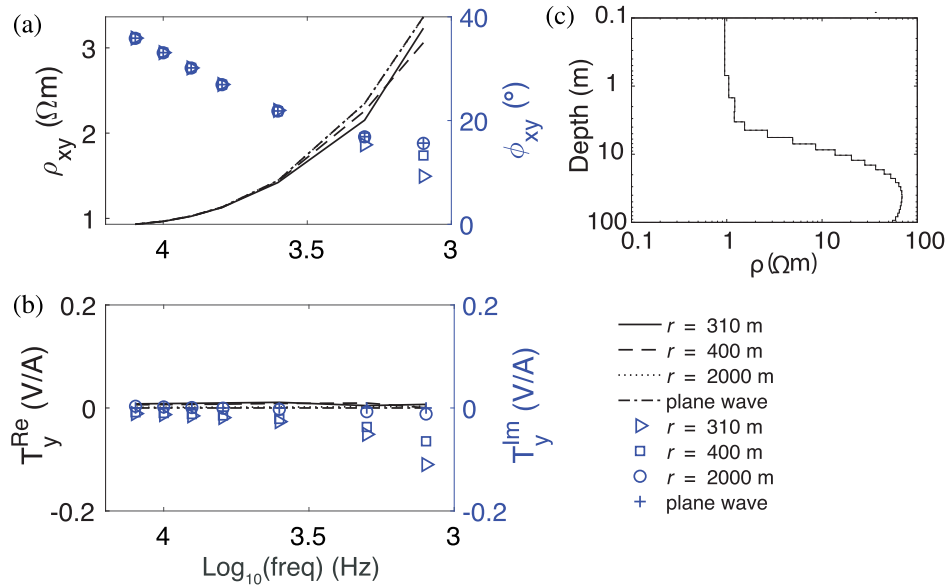 (a)
3
2
1
ρxy (Ωm)
40
20
0
ϕxy (°)
4
3.5
3
(c)
0.1
1
10
100
Depth (m)
0.1
1
10
100
ρ(Ωm)
(b)
0.2
0
-0.2
TyRe (V/A)
0.2
0
-0.2
TyIm (V/A)
4
3.5
3
Log10(freq) (Hz)
r = 310 m
r = 400 m
r = 2000 m
plane wave
r = 310 m
r = 400 m
r = 2000 m
plane wave